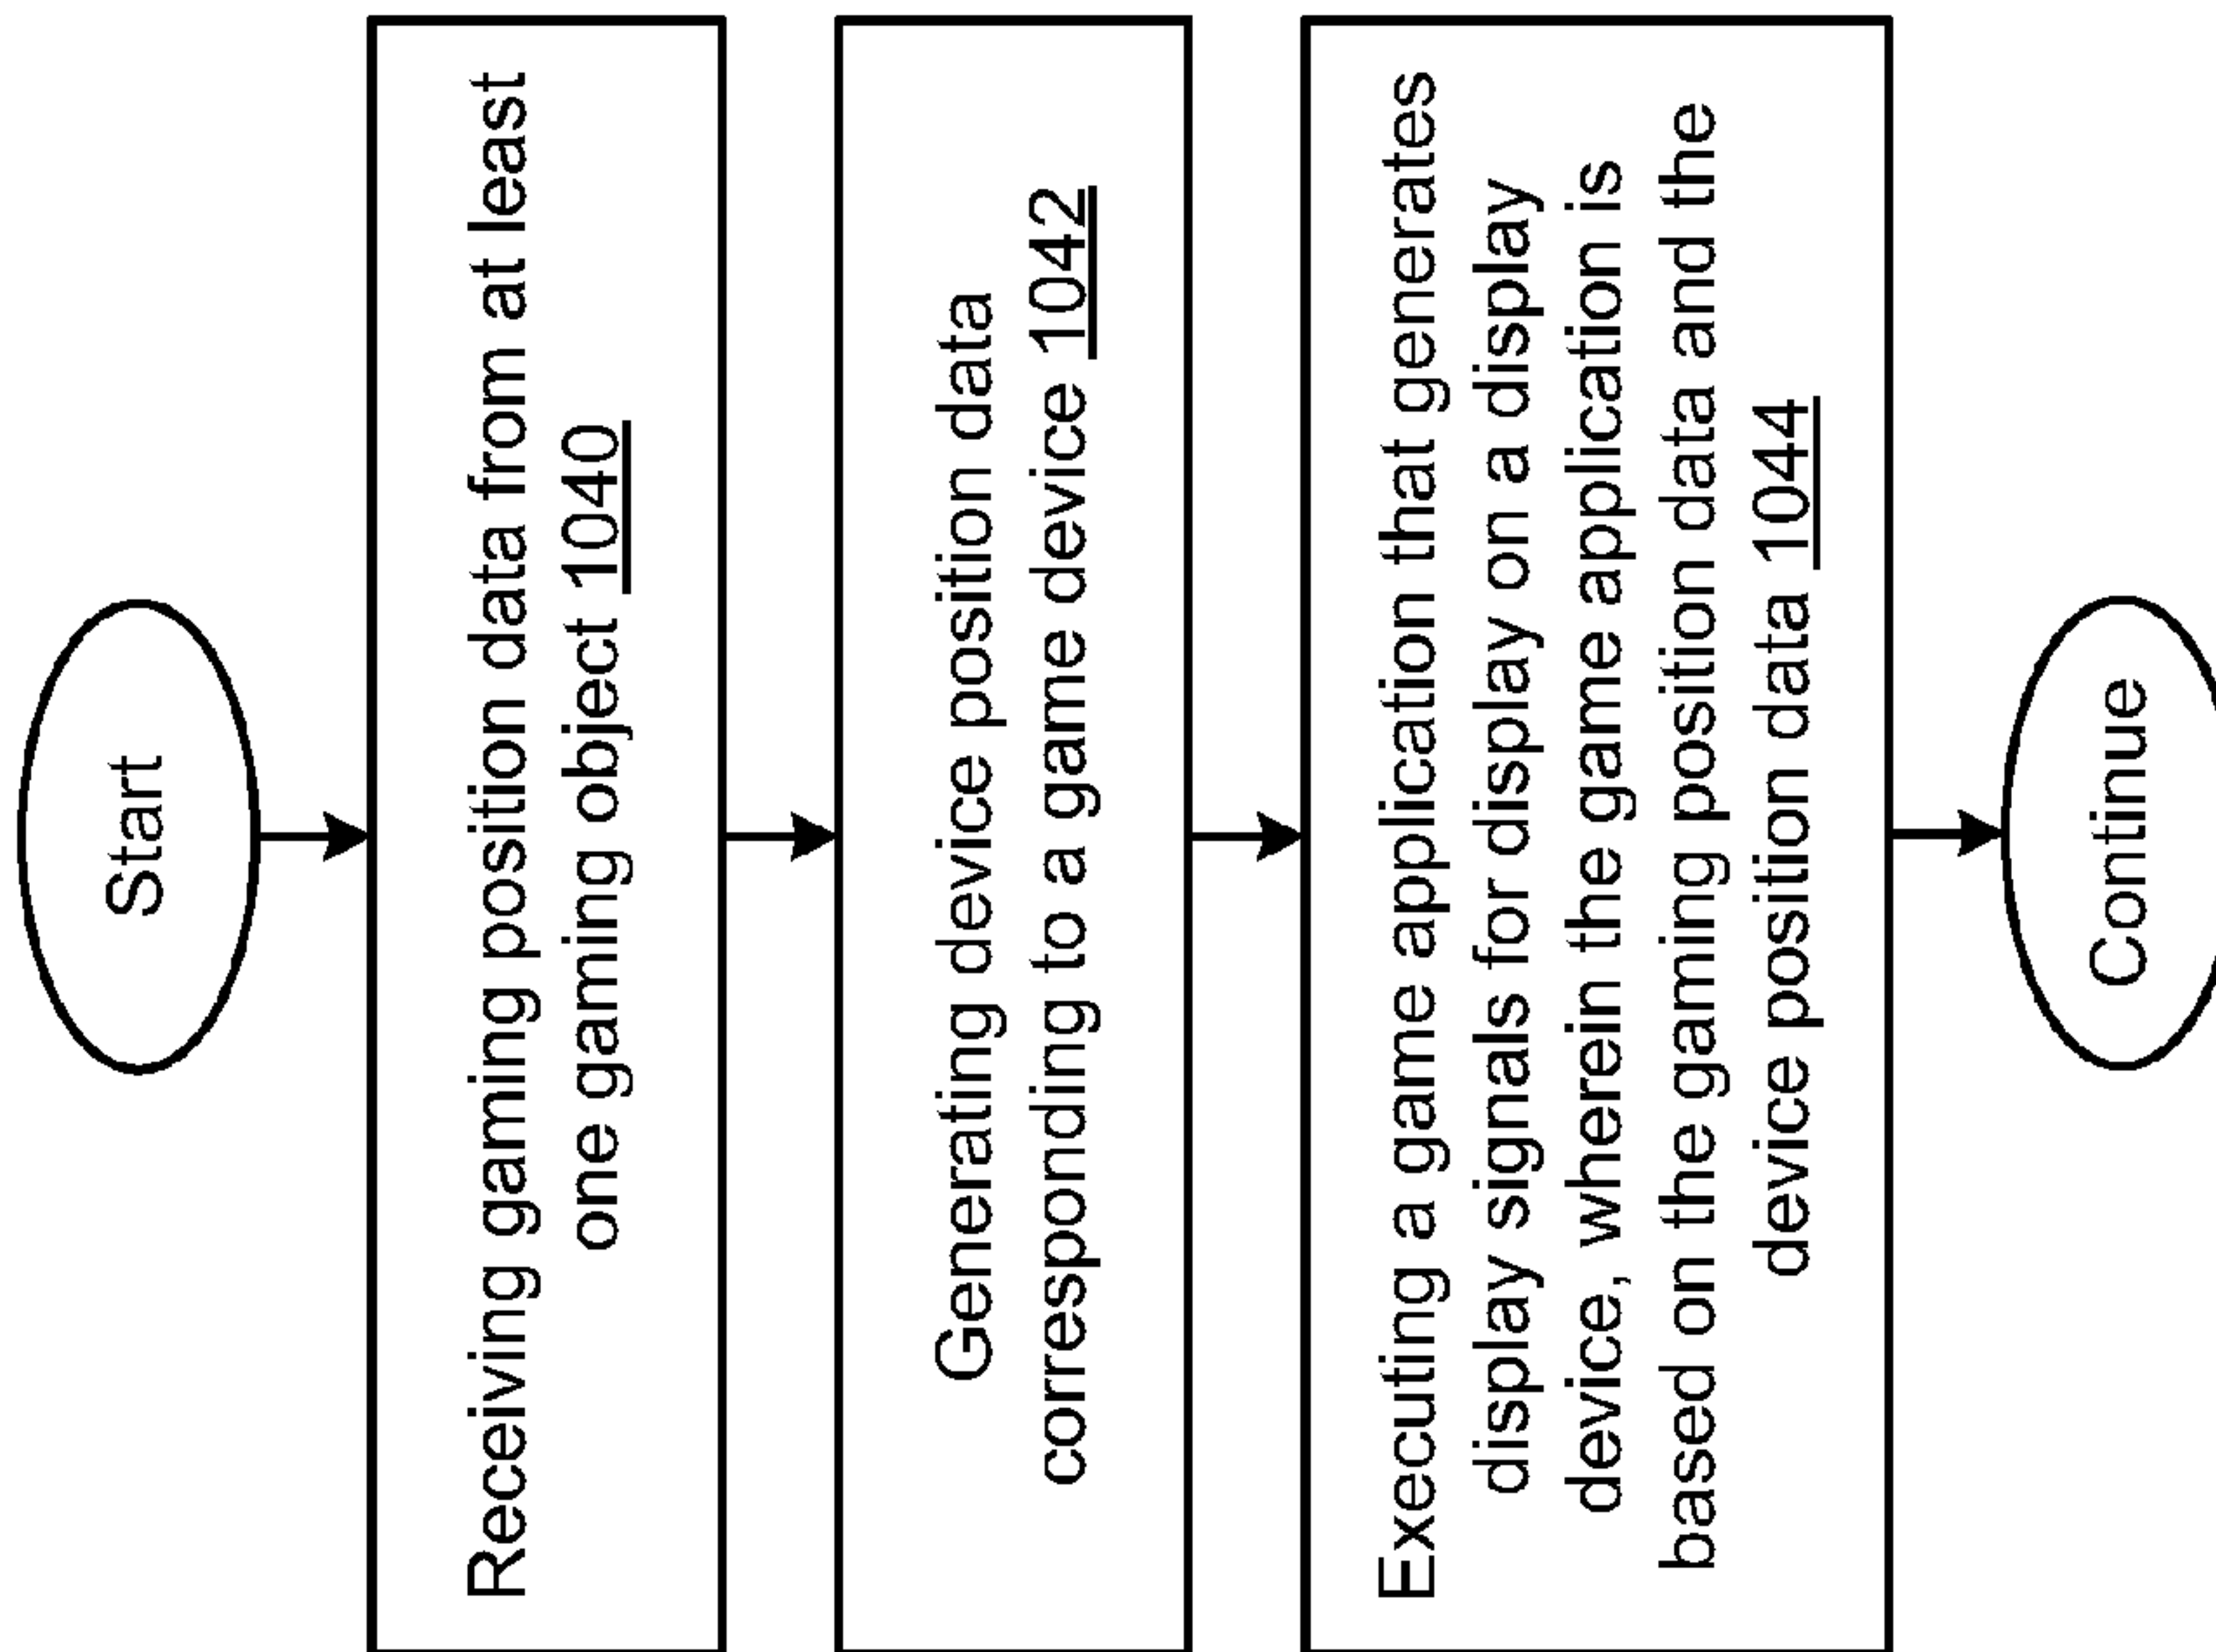 Start
Receiving gaming position data from at least
one gaming object 1040
Generating device position data
corresponding to a game device 1042
Executing a game application that generates
display signals for display on a display
device, wherein the game application is
based on the gaming position data and the
device position data 1044
Continue